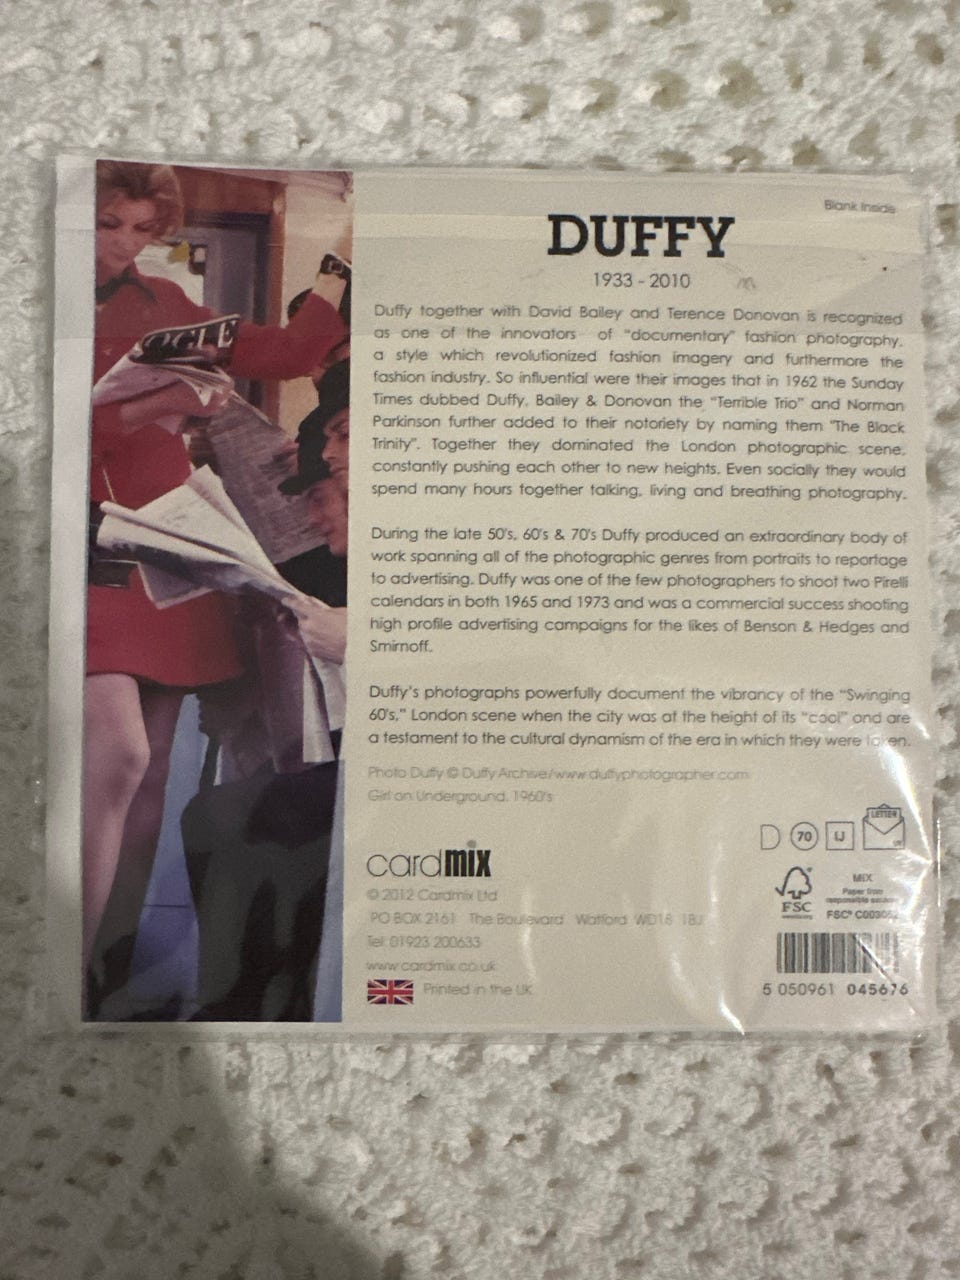 OGUE
Blank Inside
DUFFY
1933 - 2010
Duffy together with David Bailey and Terence Donovan is recognized
as one of the innovators of "documentary" fashion photography,
a style which revolutionized fashion imagery and furthermore the
fashion industry. So influential were their images that in 1962 the Sunday
Times dubbed Duffy, Bailey & Donovan the "Terrible Trio" and Norman
Parkinson further added to their notoriety by naming them "The Black
Trinity". Together they dominated the London photographic scene,
constantly pushing each other to new heights. Even socially they would
spend many hours together talking, living and breathing photography.
During the late 50's, 60's & 70's Duffy produced an extraordinary body of
work spanning all of the photographic genres from portraits to reportage
to advertising. Duffy was one of the few photographers to shoot two Pirelli
calendars in both 1965 and 1973 and was a commercial success shooting
high profile advertising campaigns for the likes of Benson & Hedges and
Smirnoff.
Duffy's photographs powerfully document the vibrancy of the "Swinging
60's," London scene when the city was at the height of its "cool" and are
a testament to the cultural dynamism of the era in which they were taken.
Photo Duffy © Duffy Archive/www.duffyphotographer.com
Girl on Underground, 1960's
D 70 IJ LETTER
cardmix
© 2012 Cardmix Ltd
PO BOX 2161 The Boulevard Watford WD18 1BJ
Tel: 01923 200633
www.cardmix.co.uk
Printed in the UK
FSC
MIX
Paper from
responsible sources
FSC® C003052
5 050961 045676